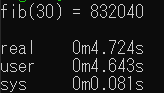 fib(30) = 832040
real 0m4.724s
user 0m4.643s
sys 0m0.081s